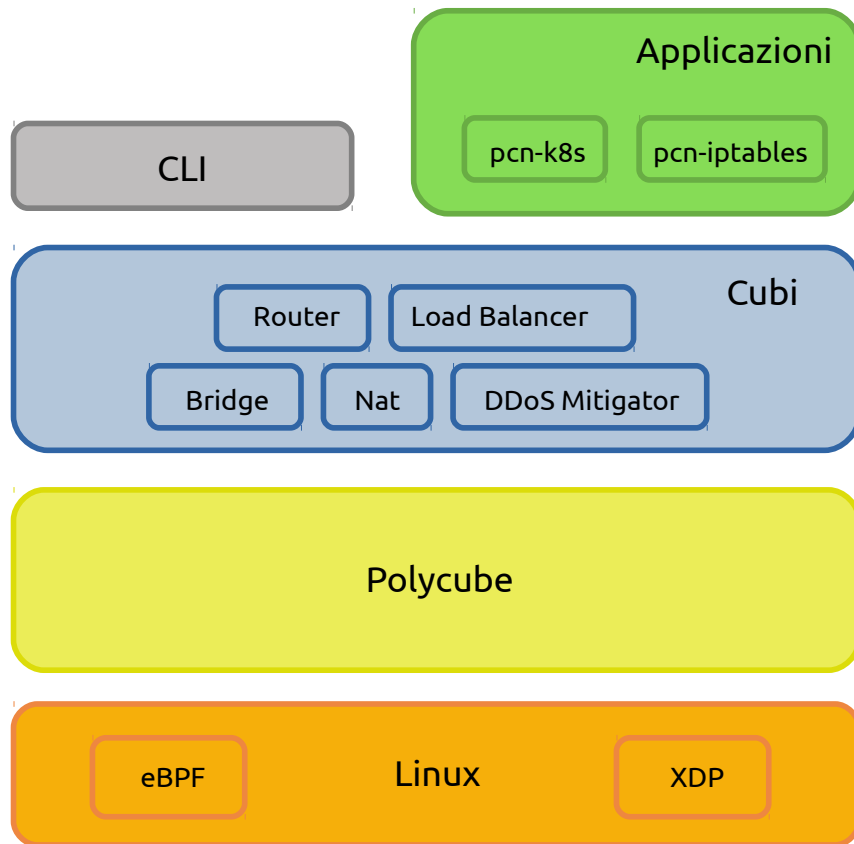 Applicazioni
pcn-k8s
pcn-iptables
CLI
Cubi
Router
Load Balancer
Bridge
Nat
DDoS Mitigator
Polycube
eBPF
Linux
XDP